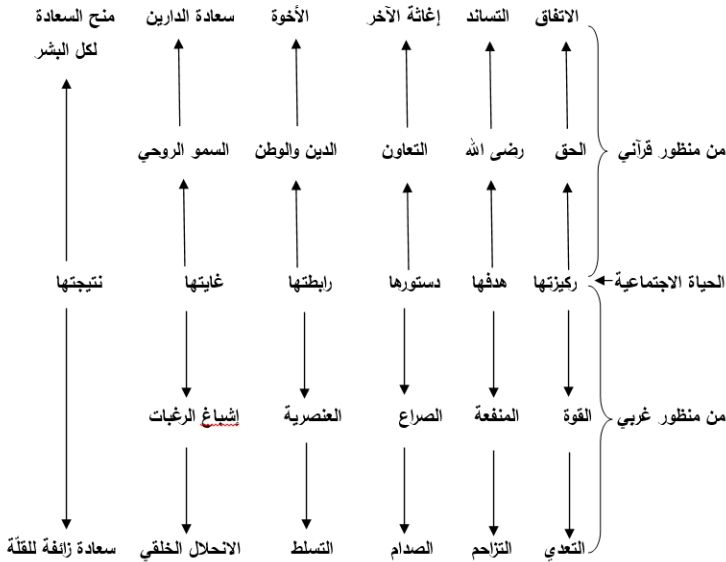 الاتفاق التساند إغاثة الآخر الأخوة سعادة الدارين منح السعادة
لكل البشر
من منظور قرآني الحق رضى الله التعاون الدين والوطن السمو الروحي
الحياة الاجتماعية ركيزتها هدفها دستورها رابطتها غايتها نتيجتها
من منظور غربي القوة المنفعة الصراع العنصرية إشباغ الرغبات
التعدي التزاحم الصدام التسلط الانحلال الخلقي سعادة زائفة للقلّة